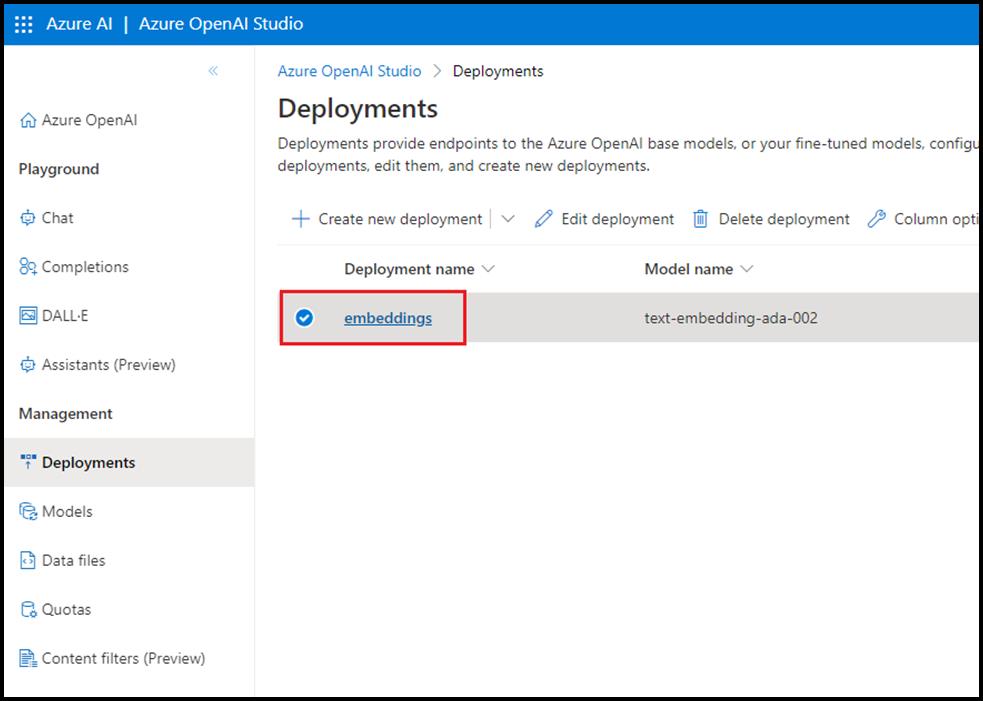 Azure AI | Azure OpenAI Studio
Azure OpenAI
Playground
Chat
Completions
DALL·E
Assistants (Preview)
Management
Deployments
Models
Data files
Quotas
Content filters (Preview)
Azure OpenAI Studio > Deployments
Deployments
Deployments provide endpoints to the Azure OpenAI base models, or your fine-tuned models, configu
deployments, edit them, and create new deployments.
Create new deployment Edit deployment Delete deployment Column opti
Deployment name Model name
embeddings text-embedding-ada-002